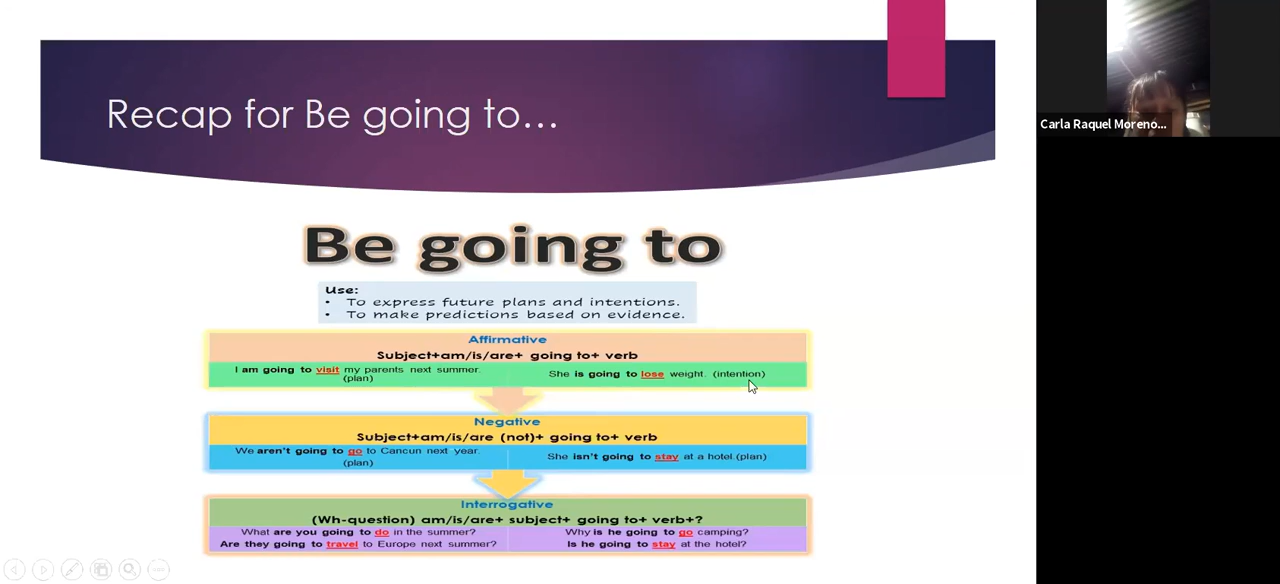 Recap for Be going to...
Carla Raquel Moreno...
Be going to
Use:
• To express future plans and intentions.
• To make predictions based on evidence.
Affirmative
Subject+am/is/are+ going to+ verb
I am going to visit my parents next summer.
(plan)
She is going to lose weight. (intention)
Negative
Subject+am/is/are (not)+ going to+ verb
We aren't going to go to Cancun next year.
(plan)
She isn't going to stay at a hotel.(plan)
Interrogative
(Wh-question) am/is/are+ subject+ going to+ verb+?
What are you going to do in the summer?
Are they going to travel to Europe next summer?
Why is he going to go camping?
Is he going to stay at the hotel?